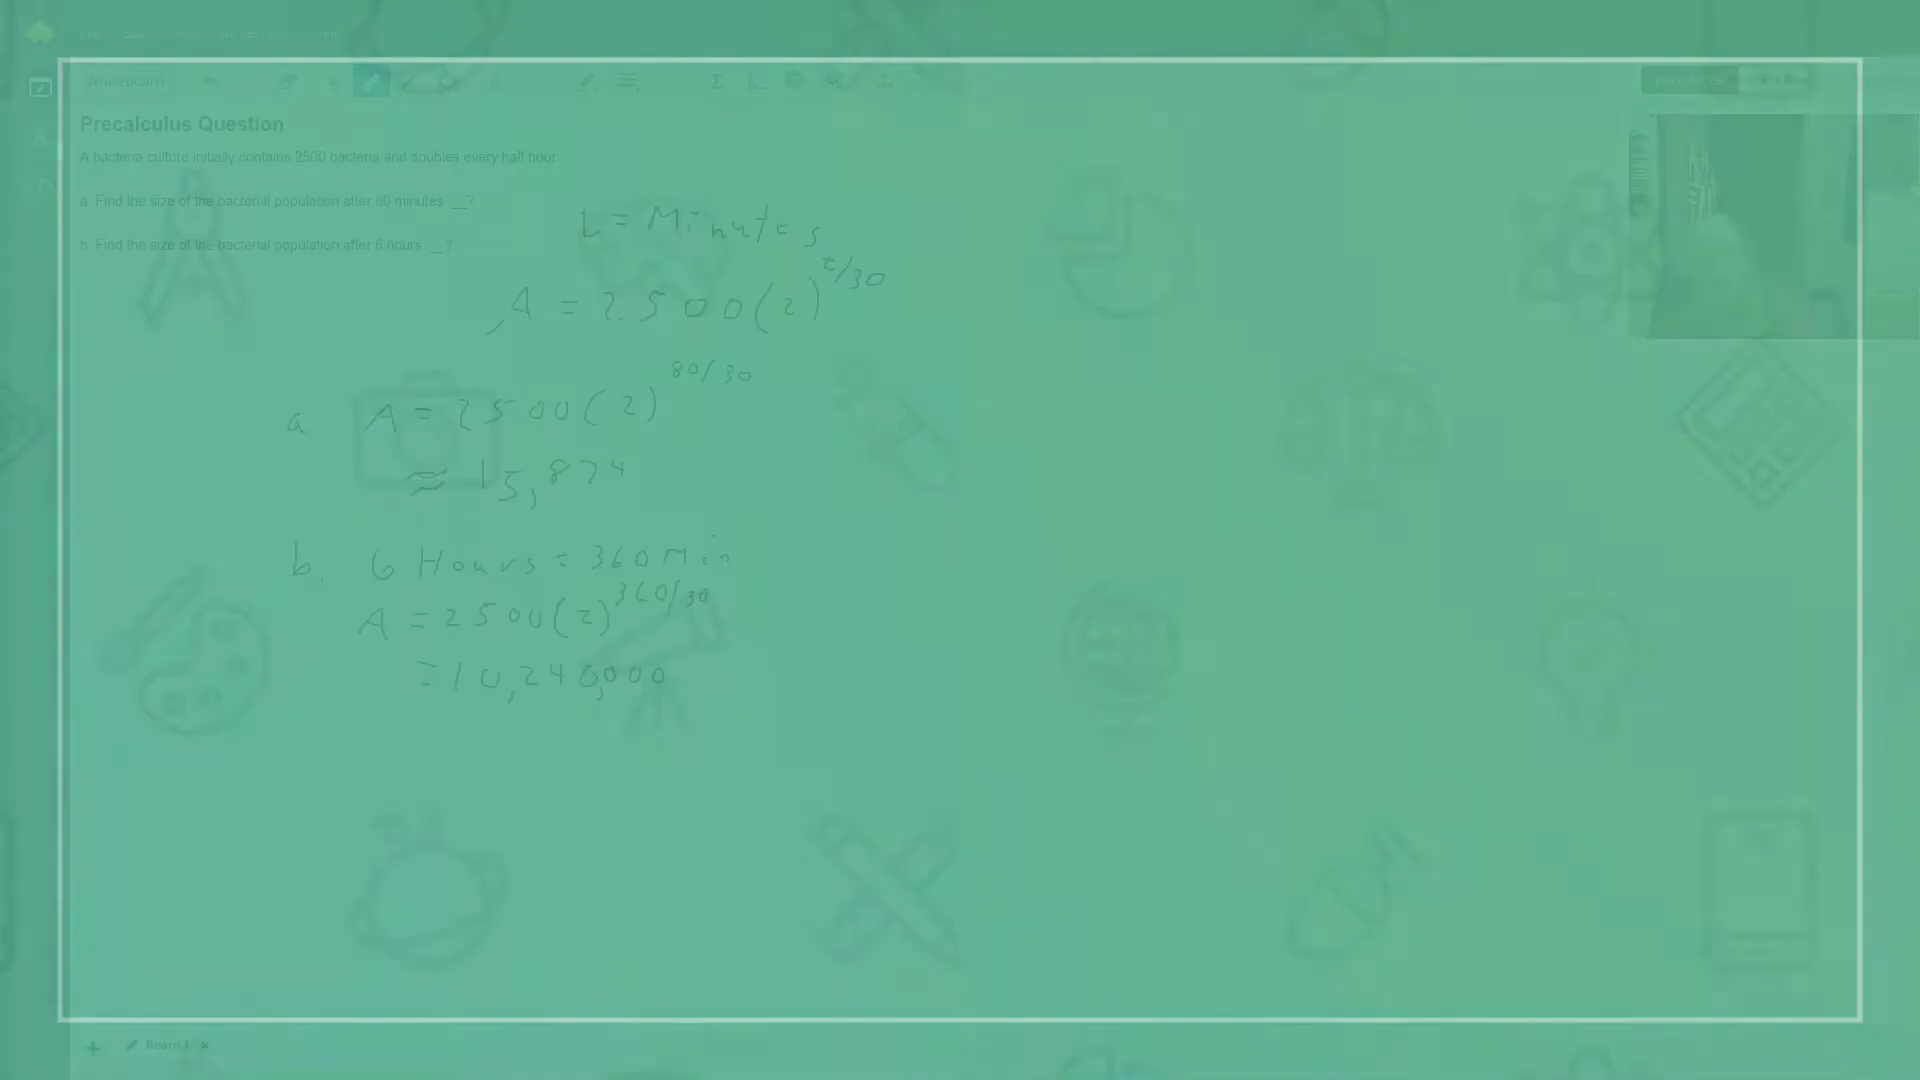 Whiteboard
Precalculus Question
A bacteria culture initially contains 2500 bacteria and doubles every half hour.
a. Find the size of the bacterial population after 80 minutes. __?
b. Find the size of the bacterial population after 6 hours. __?
t = Minutes
A = 2500(2)^t/30
a A = 2500(2)^80/30
≈ 15,874
b. 6 Hours = 360 Min
A = 2500(2)^360/30
= 10,240,000
Board 1